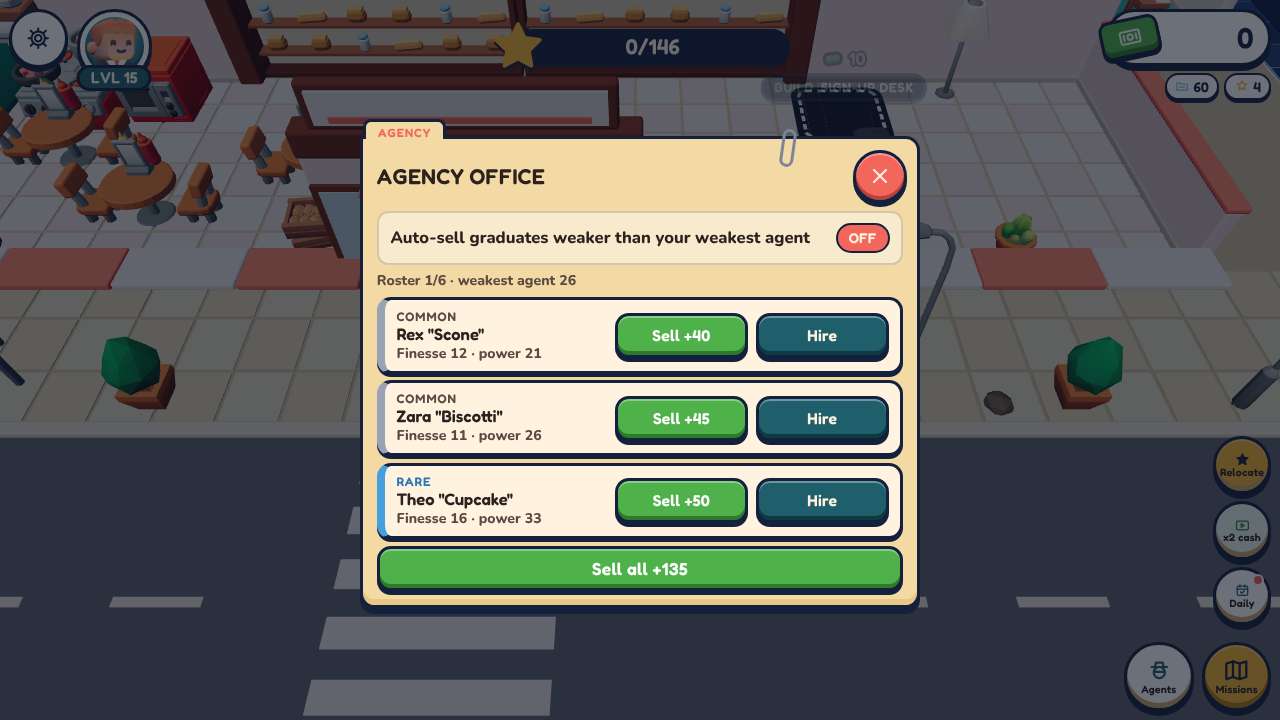 LVL 15
0/146
10
BUILD SIGN-UP DESK
0
60
4
AGENCY
AGENCY OFFICE
Auto-sell graduates weaker than your weakest agent
OFF
Roster 1/6 · weakest agent 26
COMMON
Rex "Scone"
Finesse 12 · power 21
Sell +40
Hire
COMMON
Zara "Biscotti"
Finesse 11 · power 26
Sell +45
Hire
RARE
Theo "Cupcake"
Finesse 16 · power 33
Sell +50
Hire
Sell all +135
Relocate
x2 cash
Daily
Agents
Missions